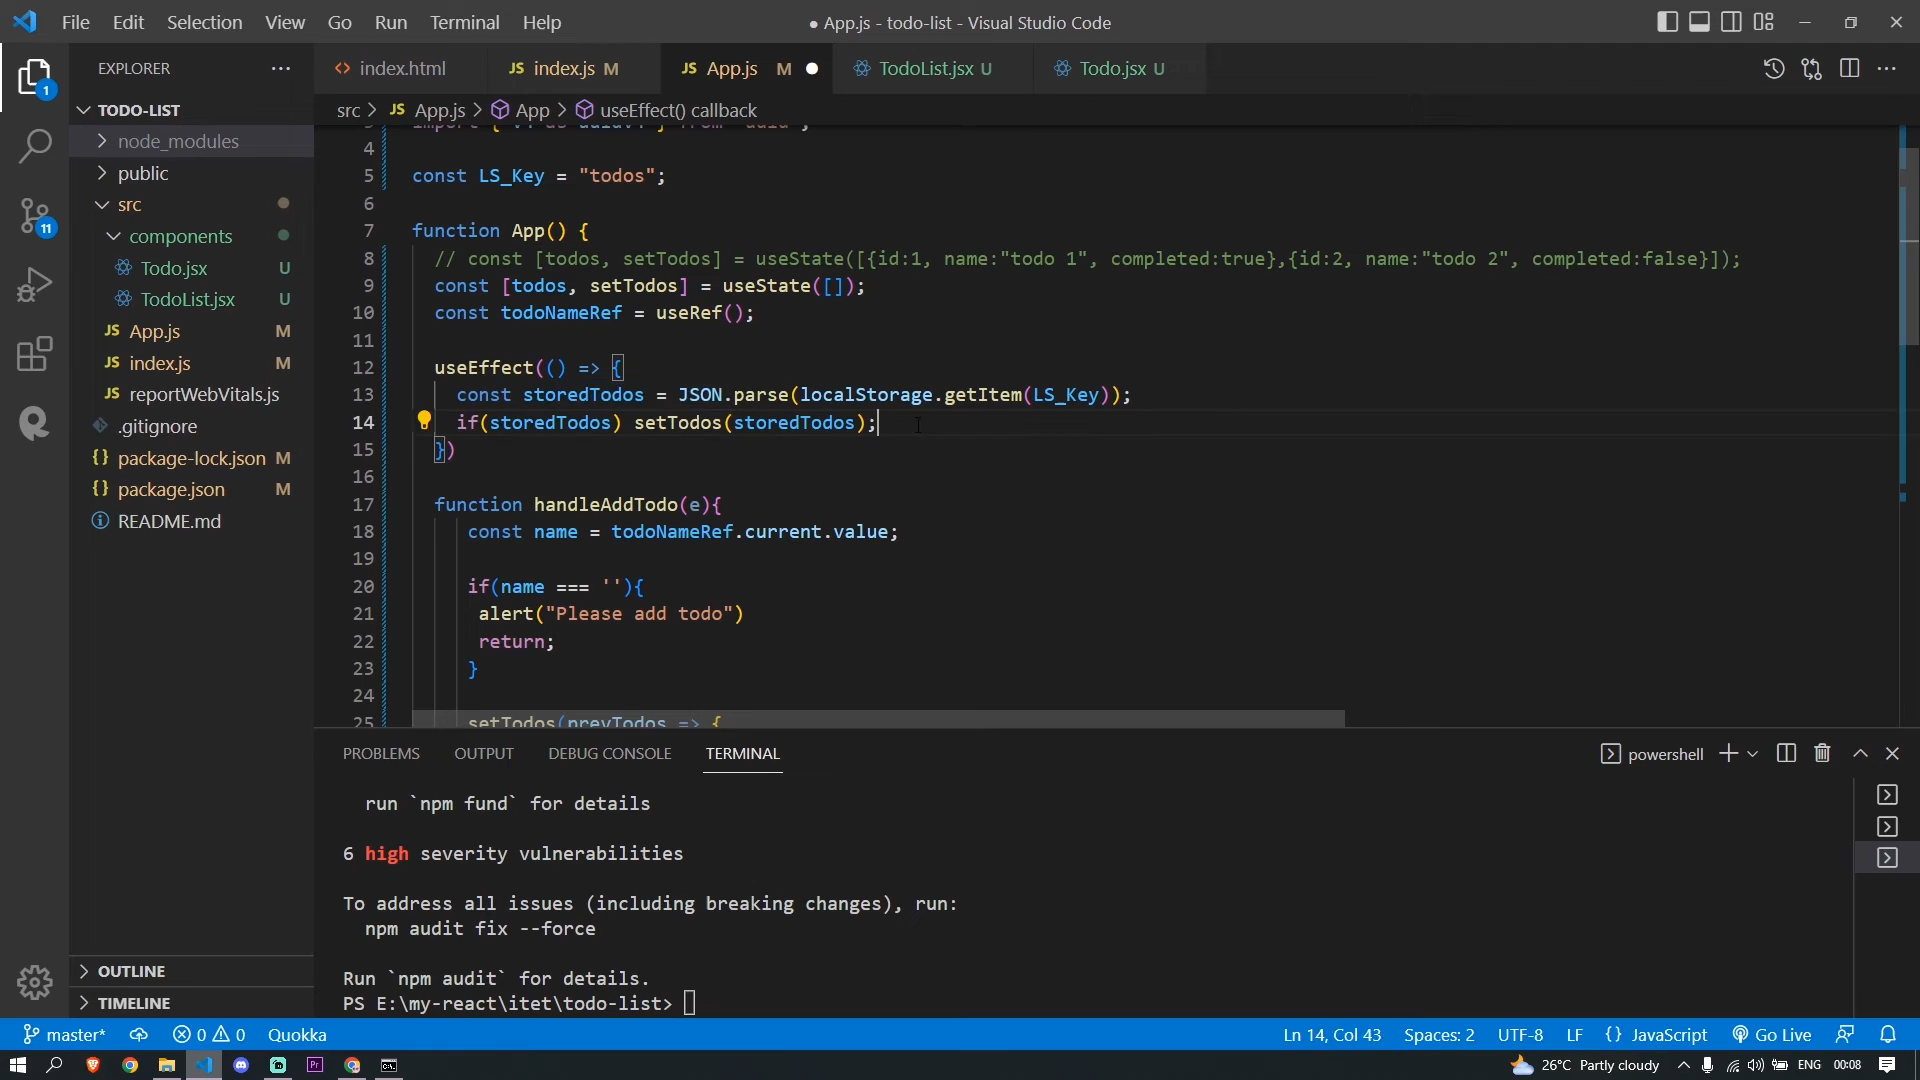 File Edit Selection View Go Run Terminal Help
● App.js - todo-list - Visual Studio Code
EXPLORER
index.html
JS index.js M
JS App.js M
TodoList.jsx U
Todo.jsx U
src > JS App.js > App > useEffect() callback
1
11
TODO-LIST
node_modules
public
src
components
Todo.jsx U
TodoList.jsx U
JS App.js M
JS index.js M
JS reportWebVitals.js
.gitignore
{} package-lock.json M
{} package.json M
README.md
OUTLINE
TIMELINE
4
5 const LS_Key = "todos";
6
7 function App() {
8 // const [todos, setTodos] = useState([{id:1, name:"todo 1", completed:true},{id:2, name:"todo 2", completed:false}]);
9 const [todos, setTodos] = useState([]);
10 const todoNameRef = useRef();
11
12 useEffect(() => {
13 const storedTodos = JSON.parse(localStorage.getItem(LS_Key));
14 if(storedTodos) setTodos(storedTodos);
15 })
16
17 function handleAddTodo(e){
18 const name = todoNameRef.current.value;
19
20 if(name === ''){
21 alert("Please add todo")
22 return;
23 }
24
25 setTodos(prevTodos => {
PROBLEMS OUTPUT DEBUG CONSOLE TERMINAL
powershell
run `npm fund` for details
6 high severity vulnerabilities
To address all issues (including breaking changes), run:
npm audit fix --force
Run `npm audit` for details.
PS E:\my-react\itet\todo-list>
master* 0 0 Quokka
Ln 14, Col 43 Spaces: 2 UTF-8 LF {} JavaScript Go Live
Pr
26°C Partly cloudy ENG 00:08